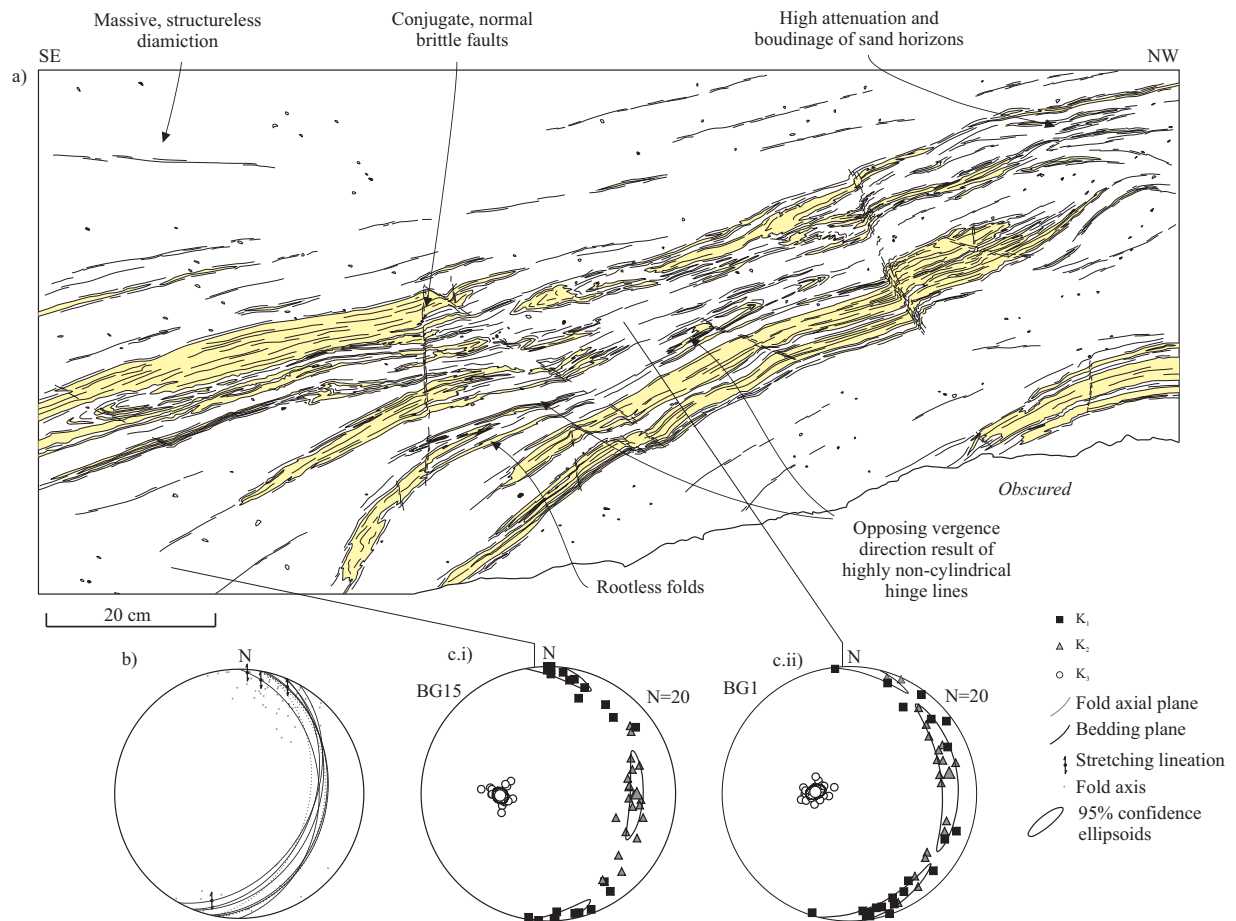 Massive, structureless
diamiction
Conjugate, normal
brittle faults
High attenuation and
boudinage of sand horizons
SE
NW
a)
Obscured
Opposing vergence
direction result of
highly non-cylindrical
hinge lines
Rootless folds
20 cm
b)
N
c.i)
N
BG15
N=20
c.ii)
N
BG1
N=20
K1
K2
K3
Fold axial plane
Bedding plane
Stretching lineation
Fold axis
95% confidence
ellipsoids